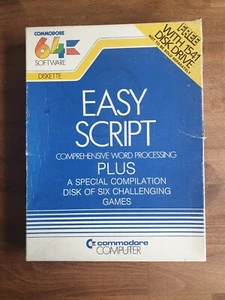 COMMODORE
64
SOFTWARE
DISKETTE
FREE
WITH 1541
DISK DRIVE
EASY
SCRIPT
COMPREHENSIVE WORD PROCESSING
PLUS
A SPECIAL COMPILATION
DISK OF SIX CHALLENGING
GAMES
commodore
COMPUTER